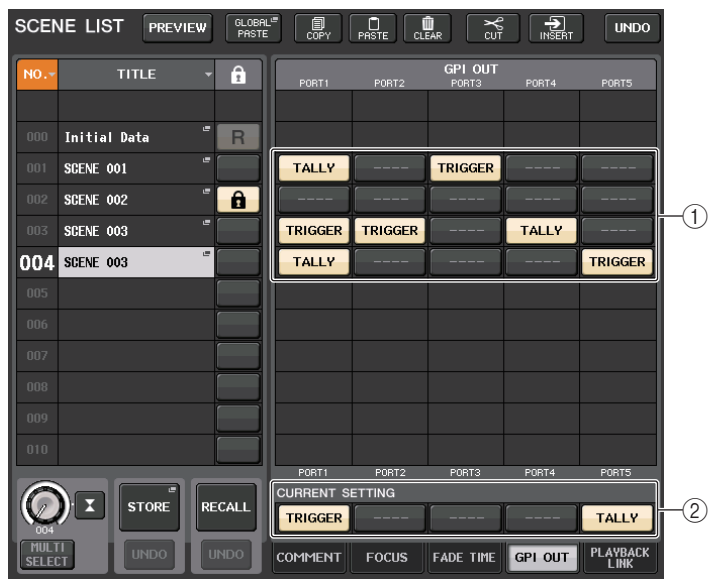 SCENE LIST PREVIEW GLOBAL PASTE COPY PASTE CLEAR CUT INSERT UNDO
NO. TITLE GPI OUT
PORT1 PORT2 PORT3 PORT4 PORT5
000 Initial Data R
001 SCENE 001 TALLY ---- TRIGGER ---- ----
002 SCENE 002 ---- ---- ---- ---- ----
003 SCENE 003 TRIGGER TRIGGER ---- TALLY ----
004 SCENE 003 TALLY ---- ---- ---- TRIGGER
①
005
006
007
008
009
010
PORT1 PORT2 PORT3 PORT4 PORT5
CURRENT SETTING
TRIGGER ---- ---- ---- TALLY
②
004
STORE RECALL
MULTI SELECT UNDO UNDO
COMMENT FOCUS FADE TIME GPI OUT PLAYBACK LINK